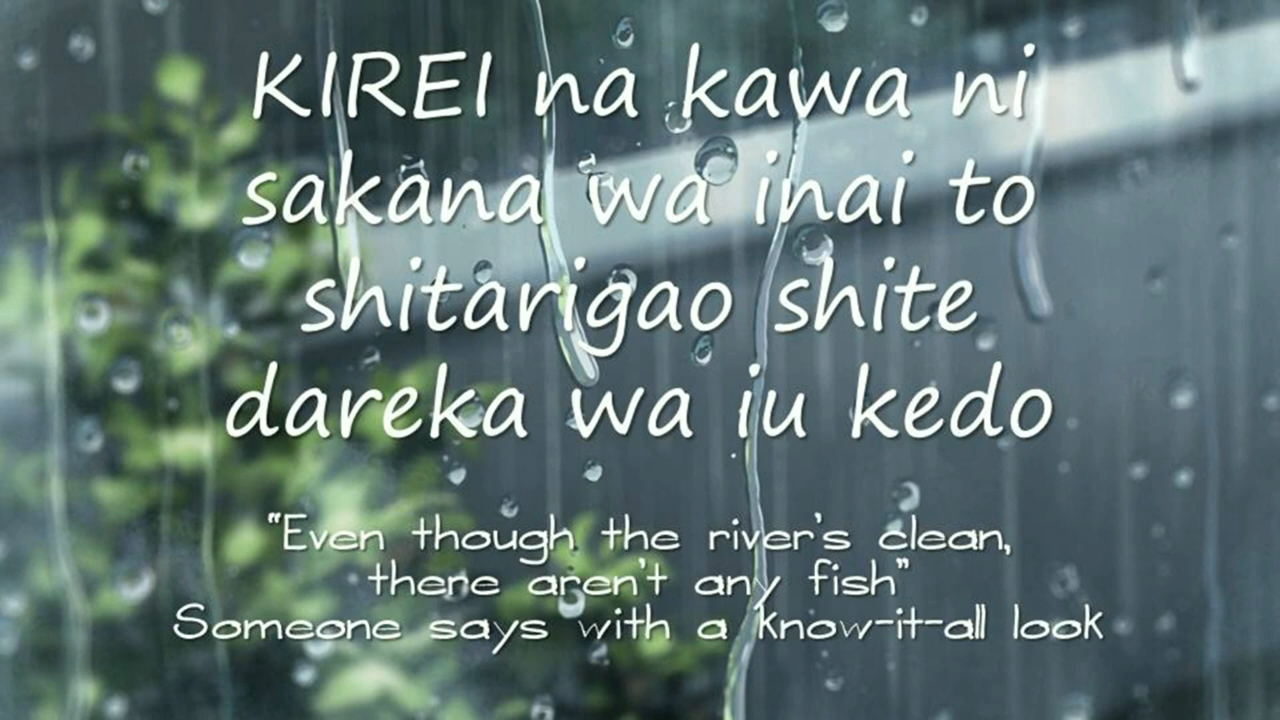 KIREI na kawa ni
sakana wa inai to
shitarigao shite
dareka wa iu kedo
"Even though the river's clean,
there aren't any fish"
Someone says with a know-it-all look